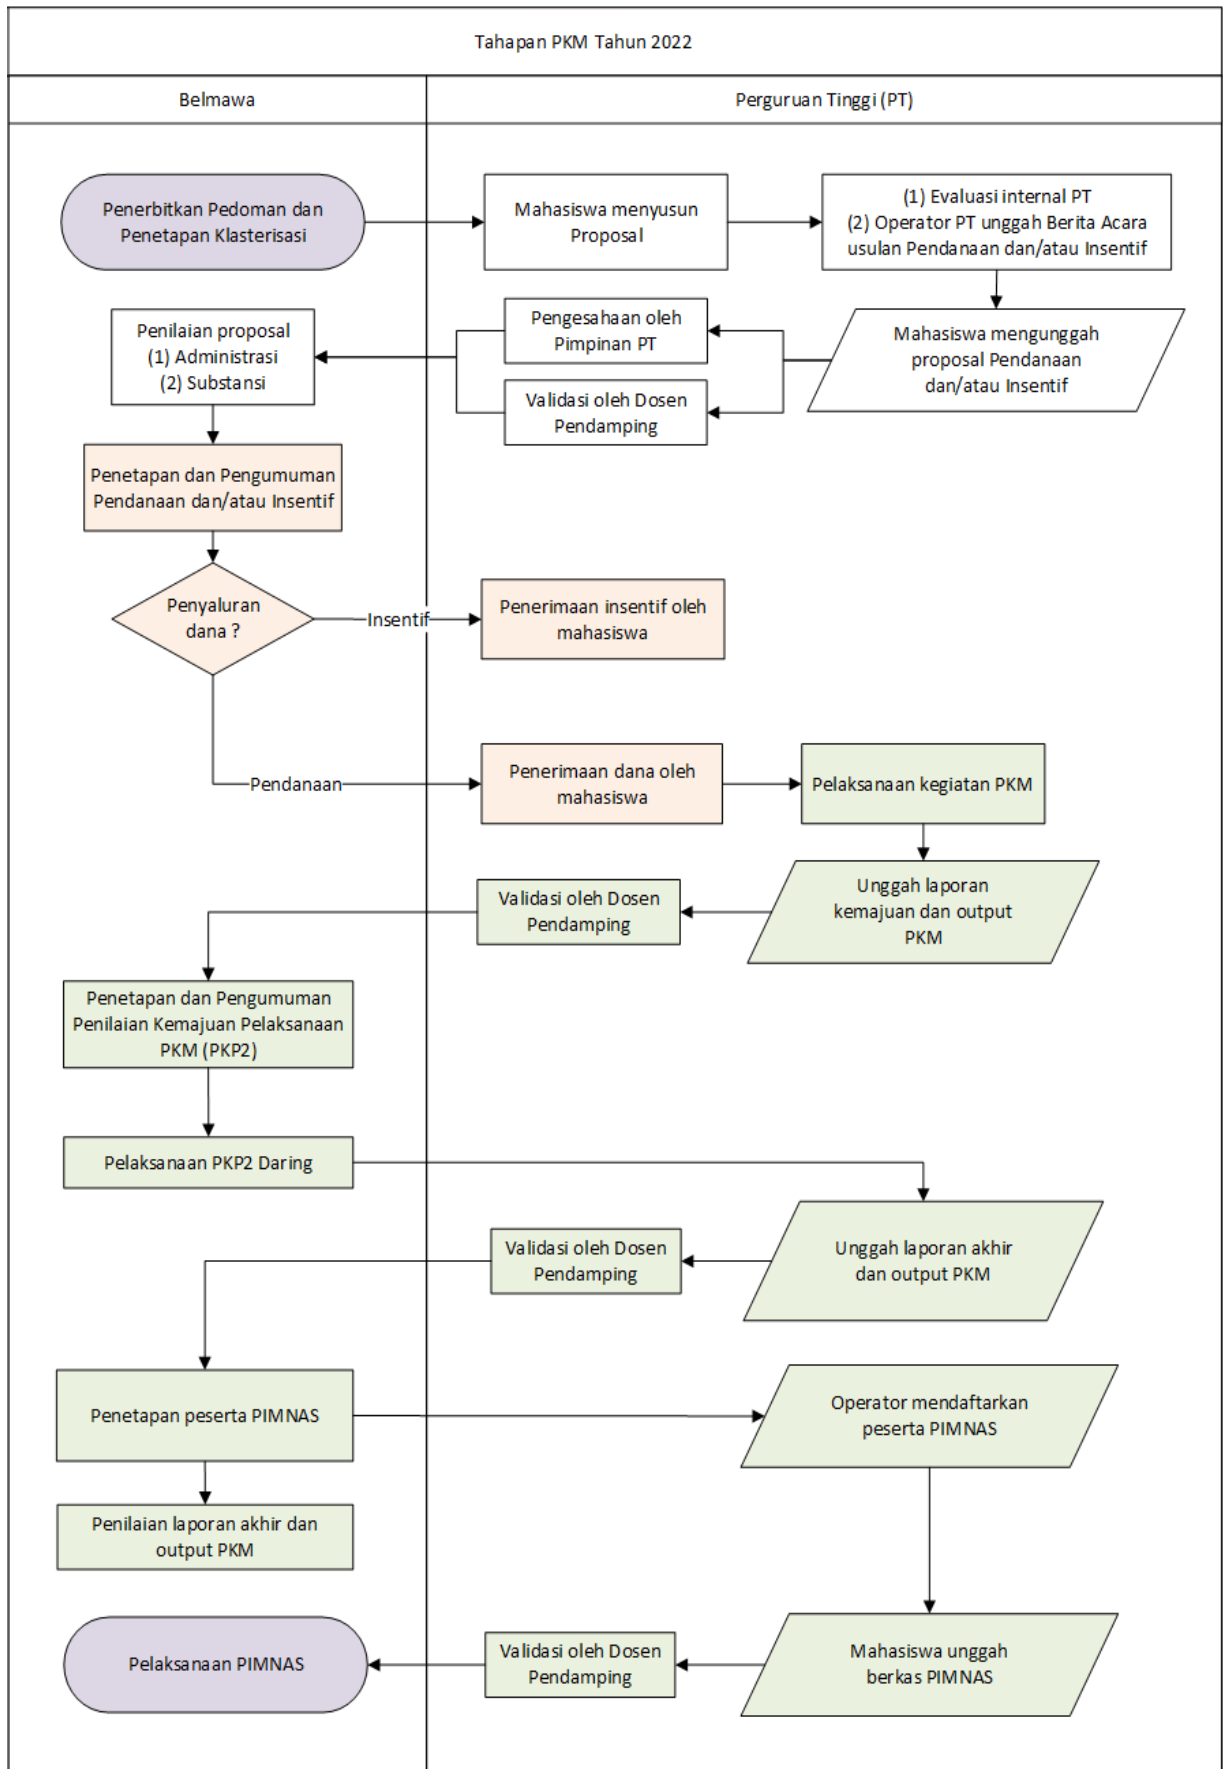 Tahapan PKM Tahun 2022
Belmawa
Perguruan Tinggi (PT)
Penerbitkan Pedoman dan
Penetapan Klasterisasi
Mahasiswa menyusun
Proposal
(1) Evaluasi internal PT
(2) Operator PT unggah Berita Acara
usulan Pendanaan dan/atau Insentif
Penilaian proposal
(1) Administrasi
(2) Substansi
Pengesahaan oleh
Pimpinan PT
Validasi oleh Dosen
Pendamping
Mahasiswa mengunggah
proposal Pendanaan
dan/atau Insentif
Penetapan dan Pengumuman
Pendanaan dan/atau Insentif
Penyaluran
dana ?
Insentif
Penerimaan insentif oleh
mahasiswa
Pendanaan
Penerimaan dana oleh
mahasiswa
Pelaksanaan kegiatan PKM
Unggah laporan
kemajuan dan output
PKM
Validasi oleh Dosen
Pendamping
Penetapan dan Pengumuman
Penilaian Kemajuan Pelaksanaan
PKM (PKP2)
Pelaksanaan PKP2 Daring
Unggah laporan akhir
dan output PKM
Validasi oleh Dosen
Pendamping
Penetapan peserta PIMNAS
Operator mendaftarkan
peserta PIMNAS
Penilaian laporan akhir dan
output PKM
Mahasiswa unggah
berkas PIMNAS
Validasi oleh Dosen
Pendamping
Pelaksanaan PIMNAS